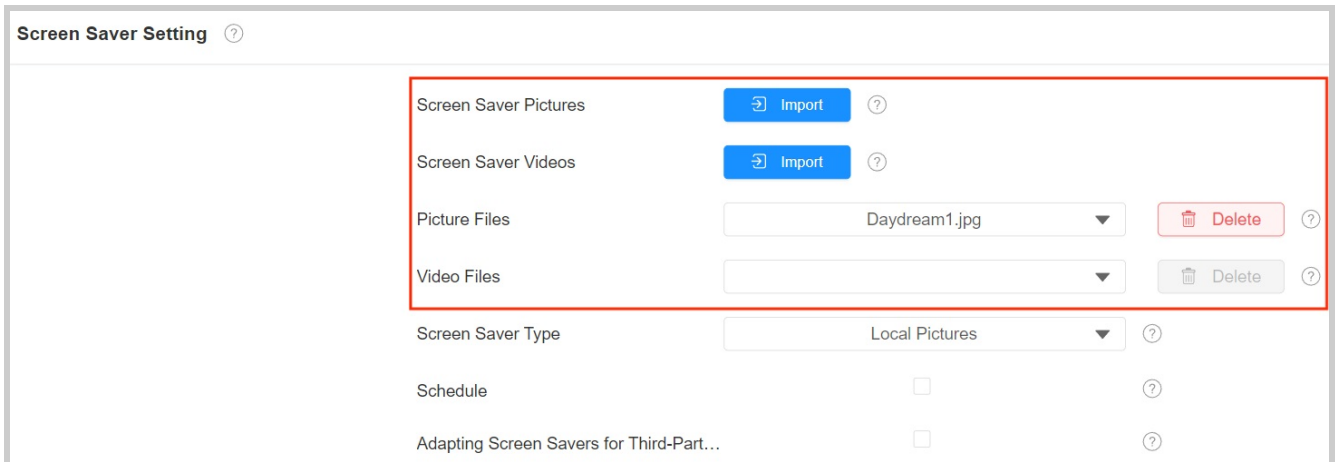 Screen Saver Setting ?
Screen Saver Pictures Import ?
Screen Saver Videos Import ?
Picture Files Daydream1.jpg Delete ?
Video Files Delete ?
Screen Saver Type Local Pictures ?
Schedule ?
Adapting Screen Savers for Third-Part… ?